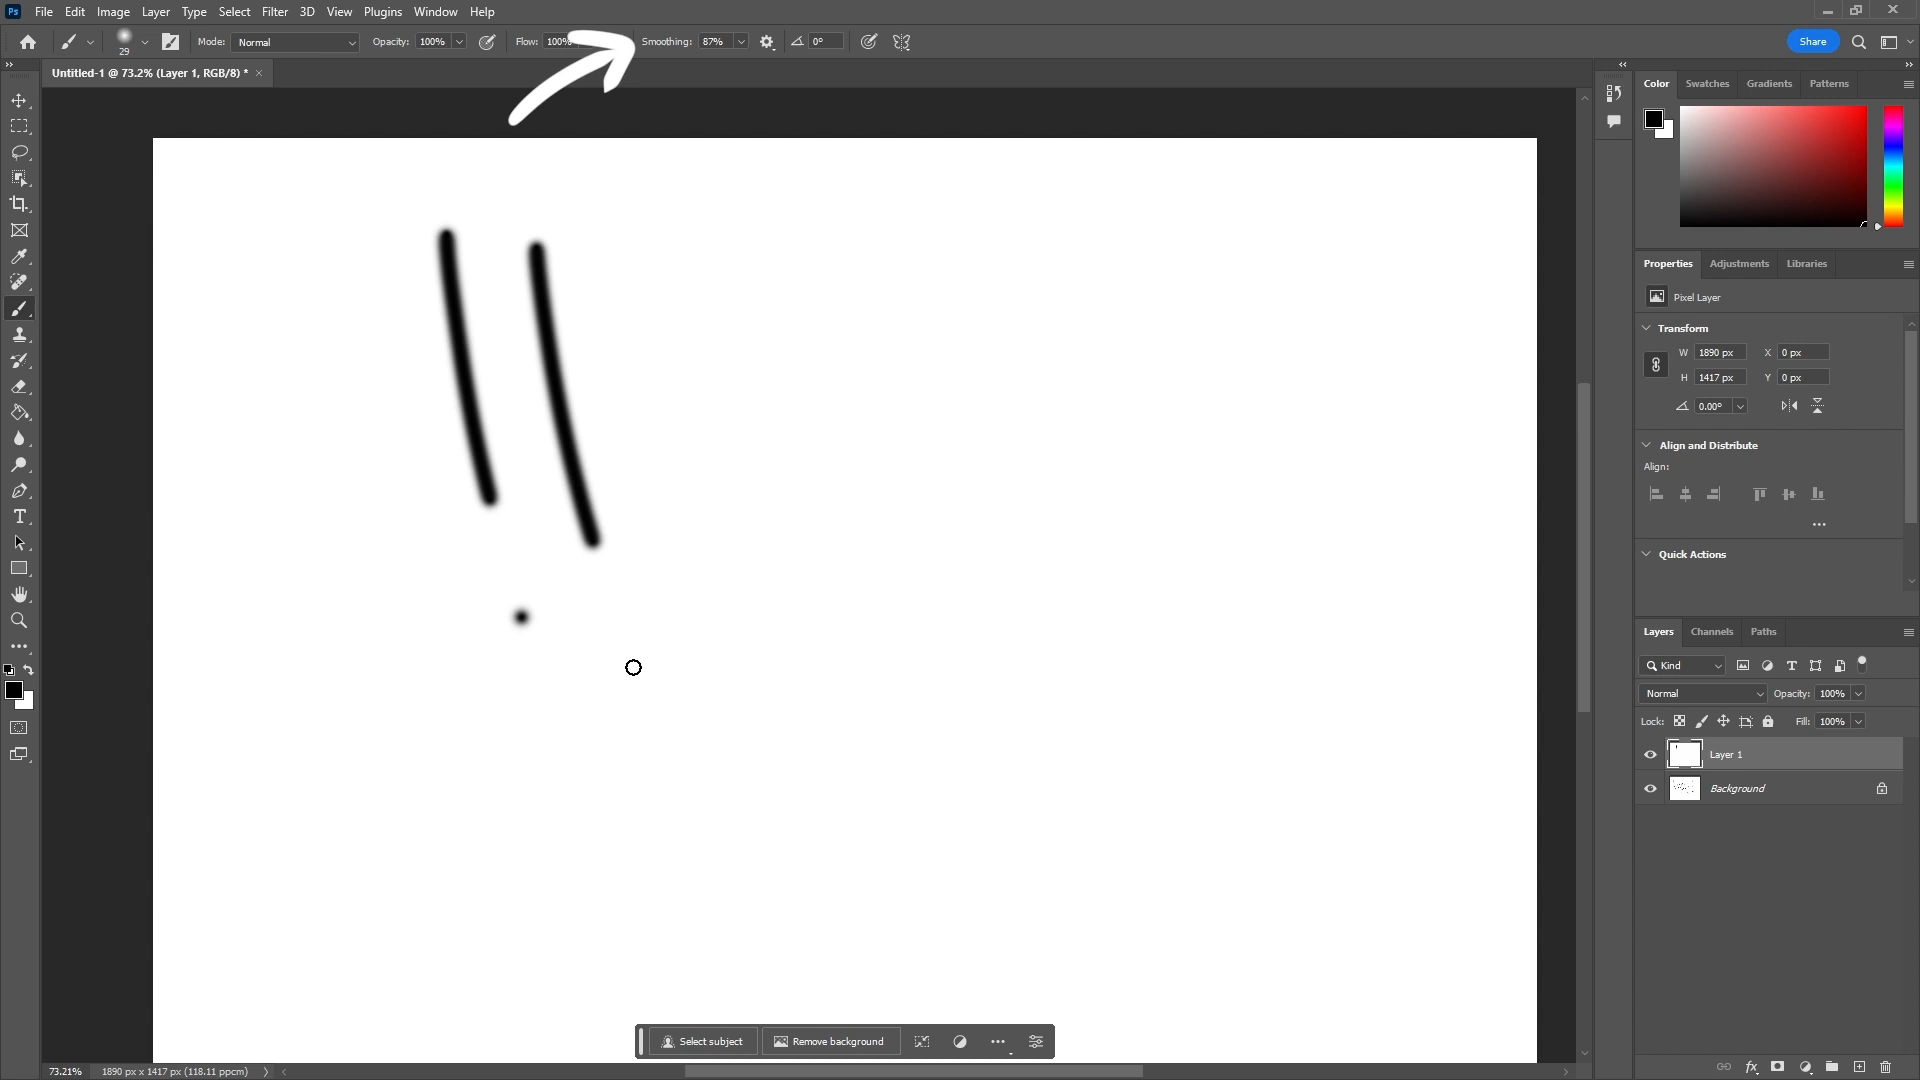 Ps File Edit Image Layer Type Select Filter 3D View Plugins Window Help
29 Mode: Normal Opacity: 100% Flow: 100% Smoothing: 87% 0° Share
Untitled-1 @ 73.2% (Layer 1, RGB/8) * ×
Color Swatches Gradients Patterns
Properties Adjustments Libraries
Pixel Layer
Transform
W 1890 px X 0 px
H 1417 px Y 0 px
0.00°
Align and Distribute
Align:
Quick Actions
Layers Channels Paths
Kind
Normal Opacity: 100%
Lock: Fill: 100%
Layer 1
Background
Select subject Remove background
73.21% 1890 px x 1417 px (118.11 ppcm)